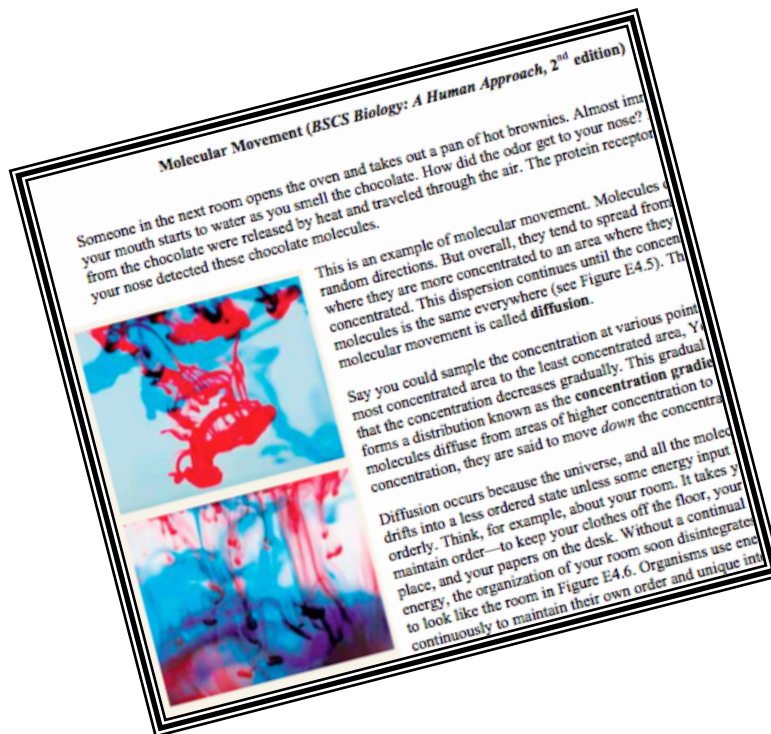 Molecular Movement (BSCS Biology: A Human Approach, 2nd edition)
Someone in the next room opens the oven and takes out a pan of hot brownies. Almost
your mouth starts to water as you smell the chocolate. How did the odor get to your nose?
from the chocolate were released by heat and traveled through the air. The protein receptor
your nose detected these chocolate molecules.
This is an example of molecular movement. Molecules
random directions. But overall, they tend to spread from
where they are more concentrated to an area where they
concentrated. This dispersion continues until the concen
molecules is the same everywhere (see Figure E4.5). Th
molecular movement is called diffusion.
Say you could sample the concentration at various point
most concentrated area to the least concentrated area, Y
that the concentration decreases gradually. This gradual
forms a distribution known as the concentration gradie
molecules diffuse from areas of higher concentration to
concentration, they are said to move down the concentra
Diffusion occurs because the universe, and all the molec
drifts into a less ordered state unless some energy input
orderly. Think, for example, about your room. It takes y
maintain order—to keep your clothes off the floor, your
place, and your papers on the desk. Without a continual
energy, the organization of your room soon disintegrates
to look like the room in Figure E4.6. Organisms use ene
continuously to maintain their own order and unique int